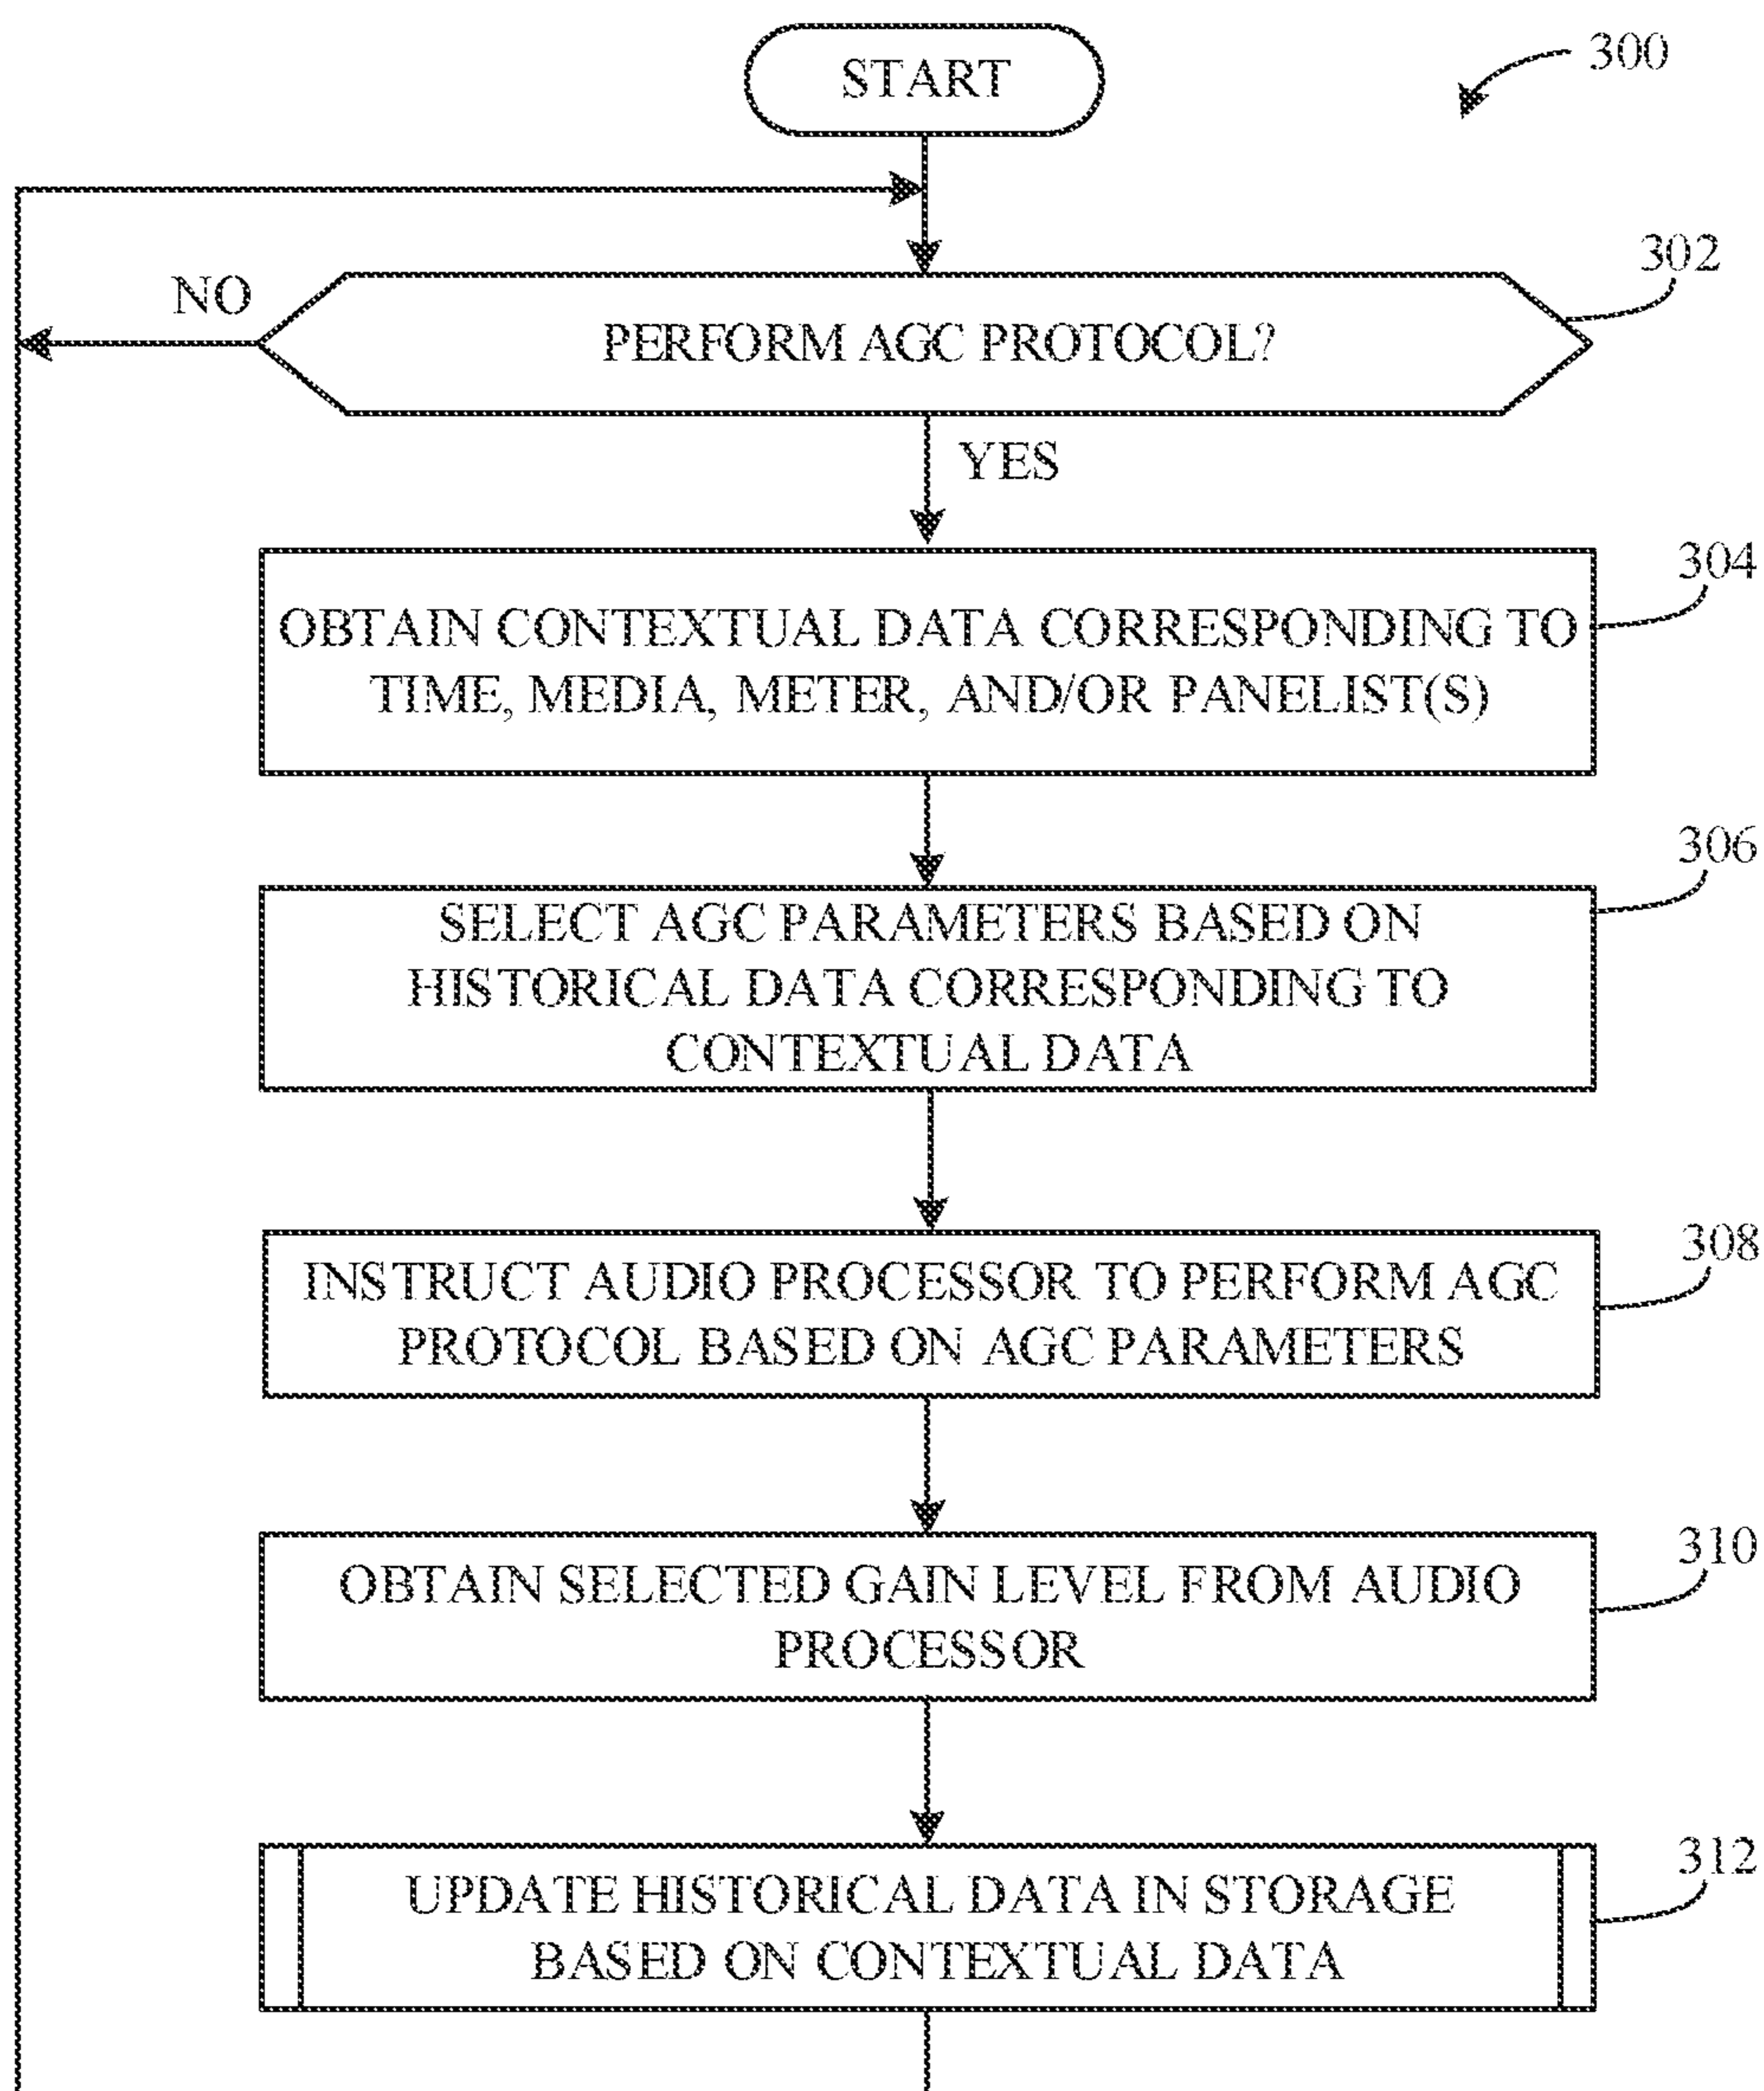 START
300
302
NO
PERFORM AGC PROTOCOL?
YES
304
OBTAIN CONTEXTUAL DATA CORRESPONDING TO
TIME, MEDIA, METER, AND/OR PANELIST(S)
306
SELECT AGC PARAMETERS BASED ON
HISTORICAL DATA CORRESPONDING TO
CONTEXTUAL DATA
308
INSTRUCT AUDIO PROCESSOR TO PERFORM AGC
PROTOCOL BASED ON AGC PARAMETERS
310
OBTAIN SELECTED GAIN LEVEL FROM AUDIO
PROCESSOR
312
UPDATE HISTORICAL DATA IN STORAGE
BASED ON CONTEXTUAL DATA